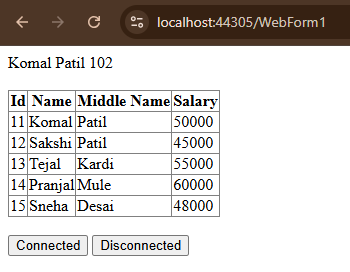 localhost:44305/WebForm1
Komal Patil 102
Id Name Middle Name Salary
11 Komal Patil 50000
12 Sakshi Patil 45000
13 Tejal Kardi 55000
14 Pranjal Mule 60000
15 Sneha Desai 48000
Connected Disconnected